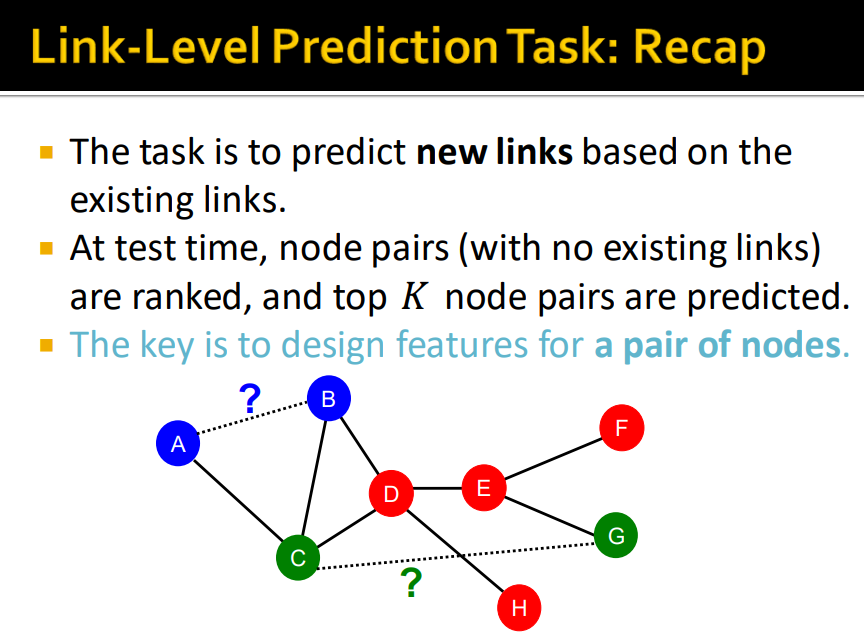 Link-Level Prediction Task: Recap
The task is to predict new links based on the
existing links.
At test time, node pairs (with no existing links)
are ranked, and top K node pairs are predicted.
The key is to design features for a pair of nodes.
?
B
A
F
D
E
G
C
?
H